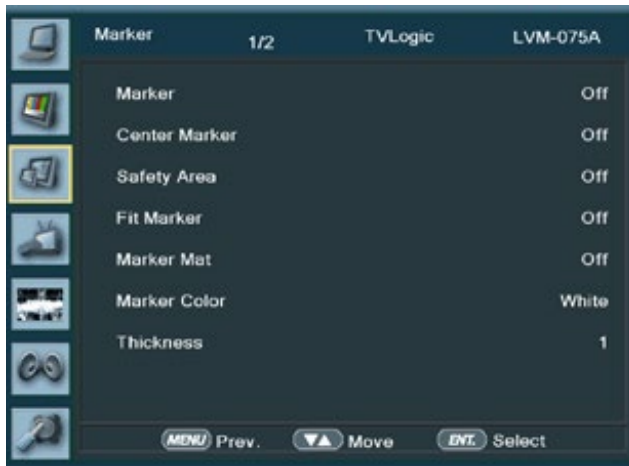 Marker 1/2 TVLogic LVM-075A
Marker Off
Center Marker Off
Safety Area Off
Fit Marker Off
Marker Mat Off
Marker Color White
Thickness 1
MENU Prev. ▼▲ Move ENT. Select